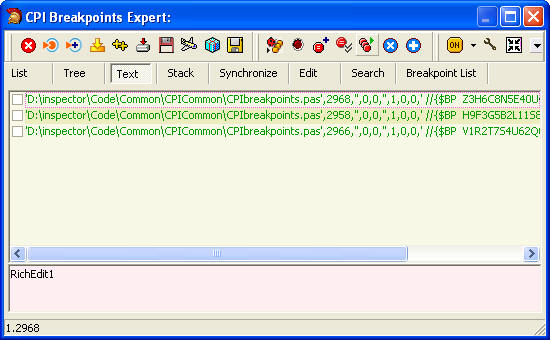 CPI Breakpoints Expert:
ON
List Tree Text Stack Synchronize Edit Search Breakpoint List
'D:\inspector\Code\Common\CPICommon\CPIbreakpoints.pas',2968,'',0,0,'',1,0,0,' //{$BP Z3H6C8N5E40U
'D:\inspector\Code\Common\CPICommon\CPIbreakpoints.pas',2958,'',0,0,'',1,0,0,' //{$BP H9F3G5B2L11S8
'D:\inspector\Code\Common\CPICommon\CPIbreakpoints.pas',2966,'',0,0,'',1,0,0,' //{$BP V1R2T7S4U62Q
RichEdit1
1.2968